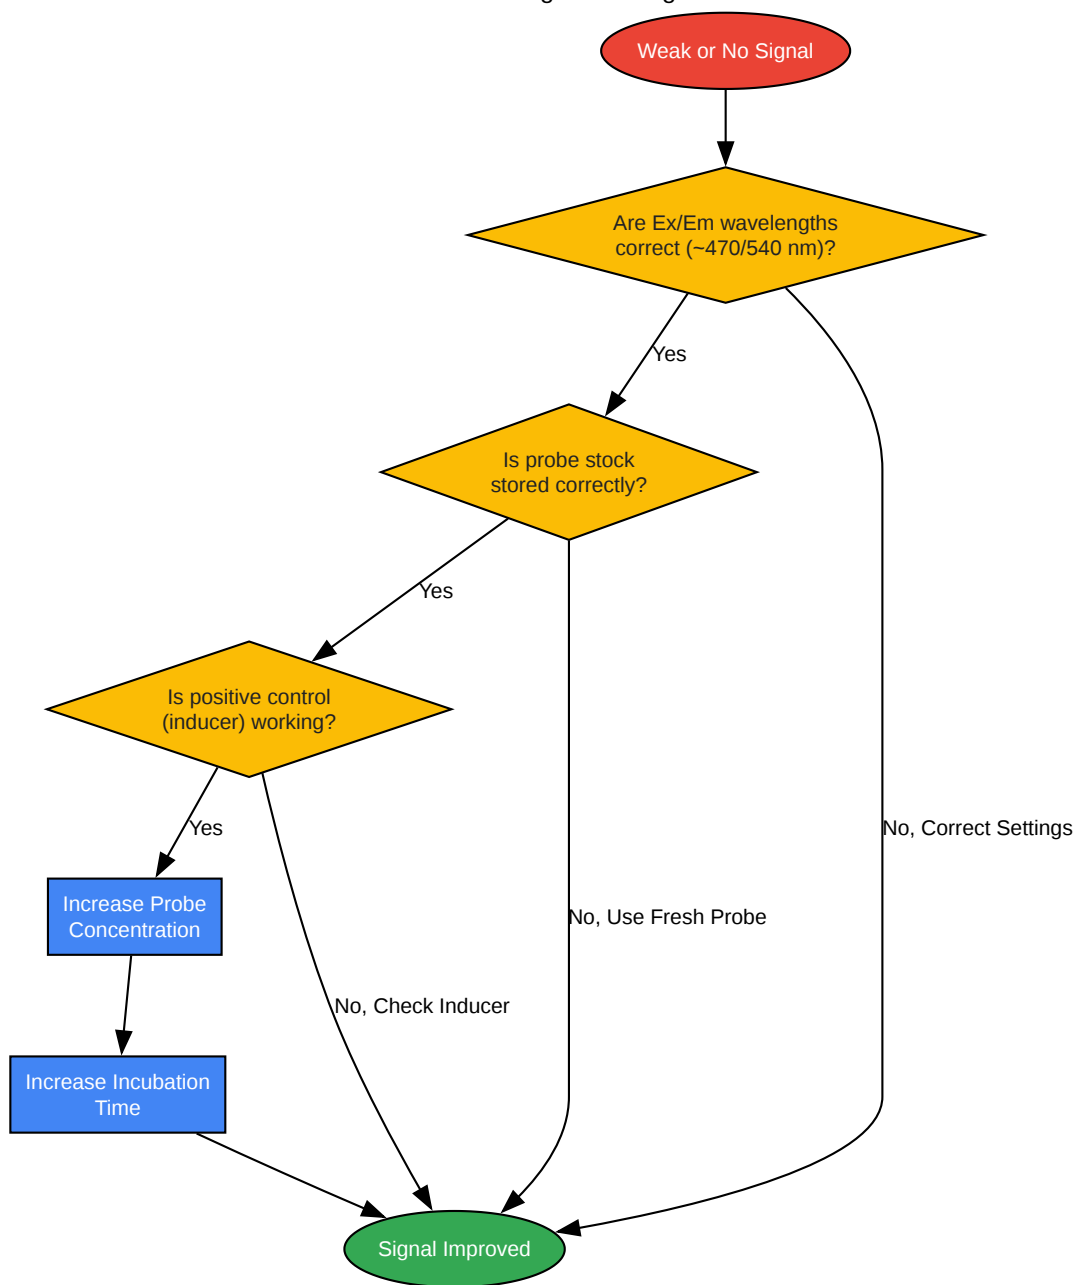 Weak or No Signal
Are Ex/Em wavelengths
correct (~470/540 nm)?
Yes
Is probe stock
stored correctly?
Yes
Is positive control
(inducer) working?
Yes
No, Correct Settings
Increase Probe
Concentration
No, Use Fresh Probe
No, Check Inducer
Increase Incubation
Time
Signal Improved